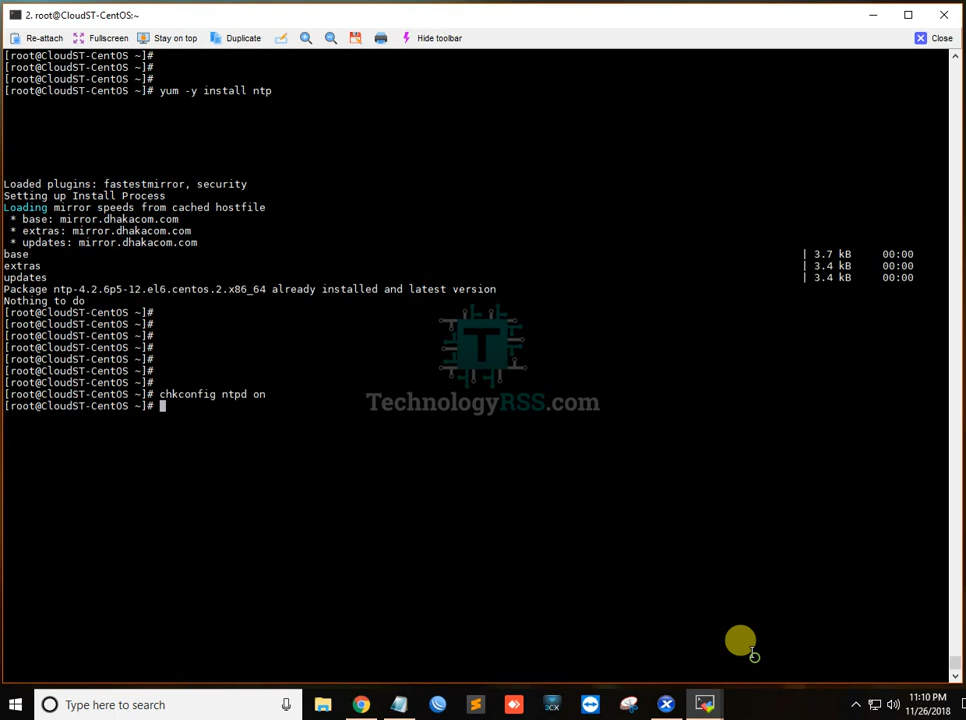 2. root@CloudST-CentOS:~
Re-attach Fullscreen Stay on top Duplicate Hide toolbar Close
[root@CloudST-CentOS ~]#
[root@CloudST-CentOS ~]#
[root@CloudST-CentOS ~]#
[root@CloudST-CentOS ~]# yum -y install ntp
Loaded plugins: fastestmirror, security
Setting up Install Process
Loading mirror speeds from cached hostfile
* base: mirror.dhakacom.com
* extras: mirror.dhakacom.com
* updates: mirror.dhakacom.com
base | 3.7 kB 00:00
extras | 3.4 kB 00:00
updates | 3.4 kB 00:00
Package ntp-4.2.6p5-12.el6.centos.2.x86_64 already installed and latest version
Nothing to do
[root@CloudST-CentOS ~]#
[root@CloudST-CentOS ~]#
[root@CloudST-CentOS ~]#
[root@CloudST-CentOS ~]#
[root@CloudST-CentOS ~]#
[root@CloudST-CentOS ~]#
[root@CloudST-CentOS ~]#
[root@CloudST-CentOS ~]# chkconfig ntpd on
[root@CloudST-CentOS ~]#
T
TechnologyRSS.com
Type here to search
3CX
11:10 PM
11/26/2018